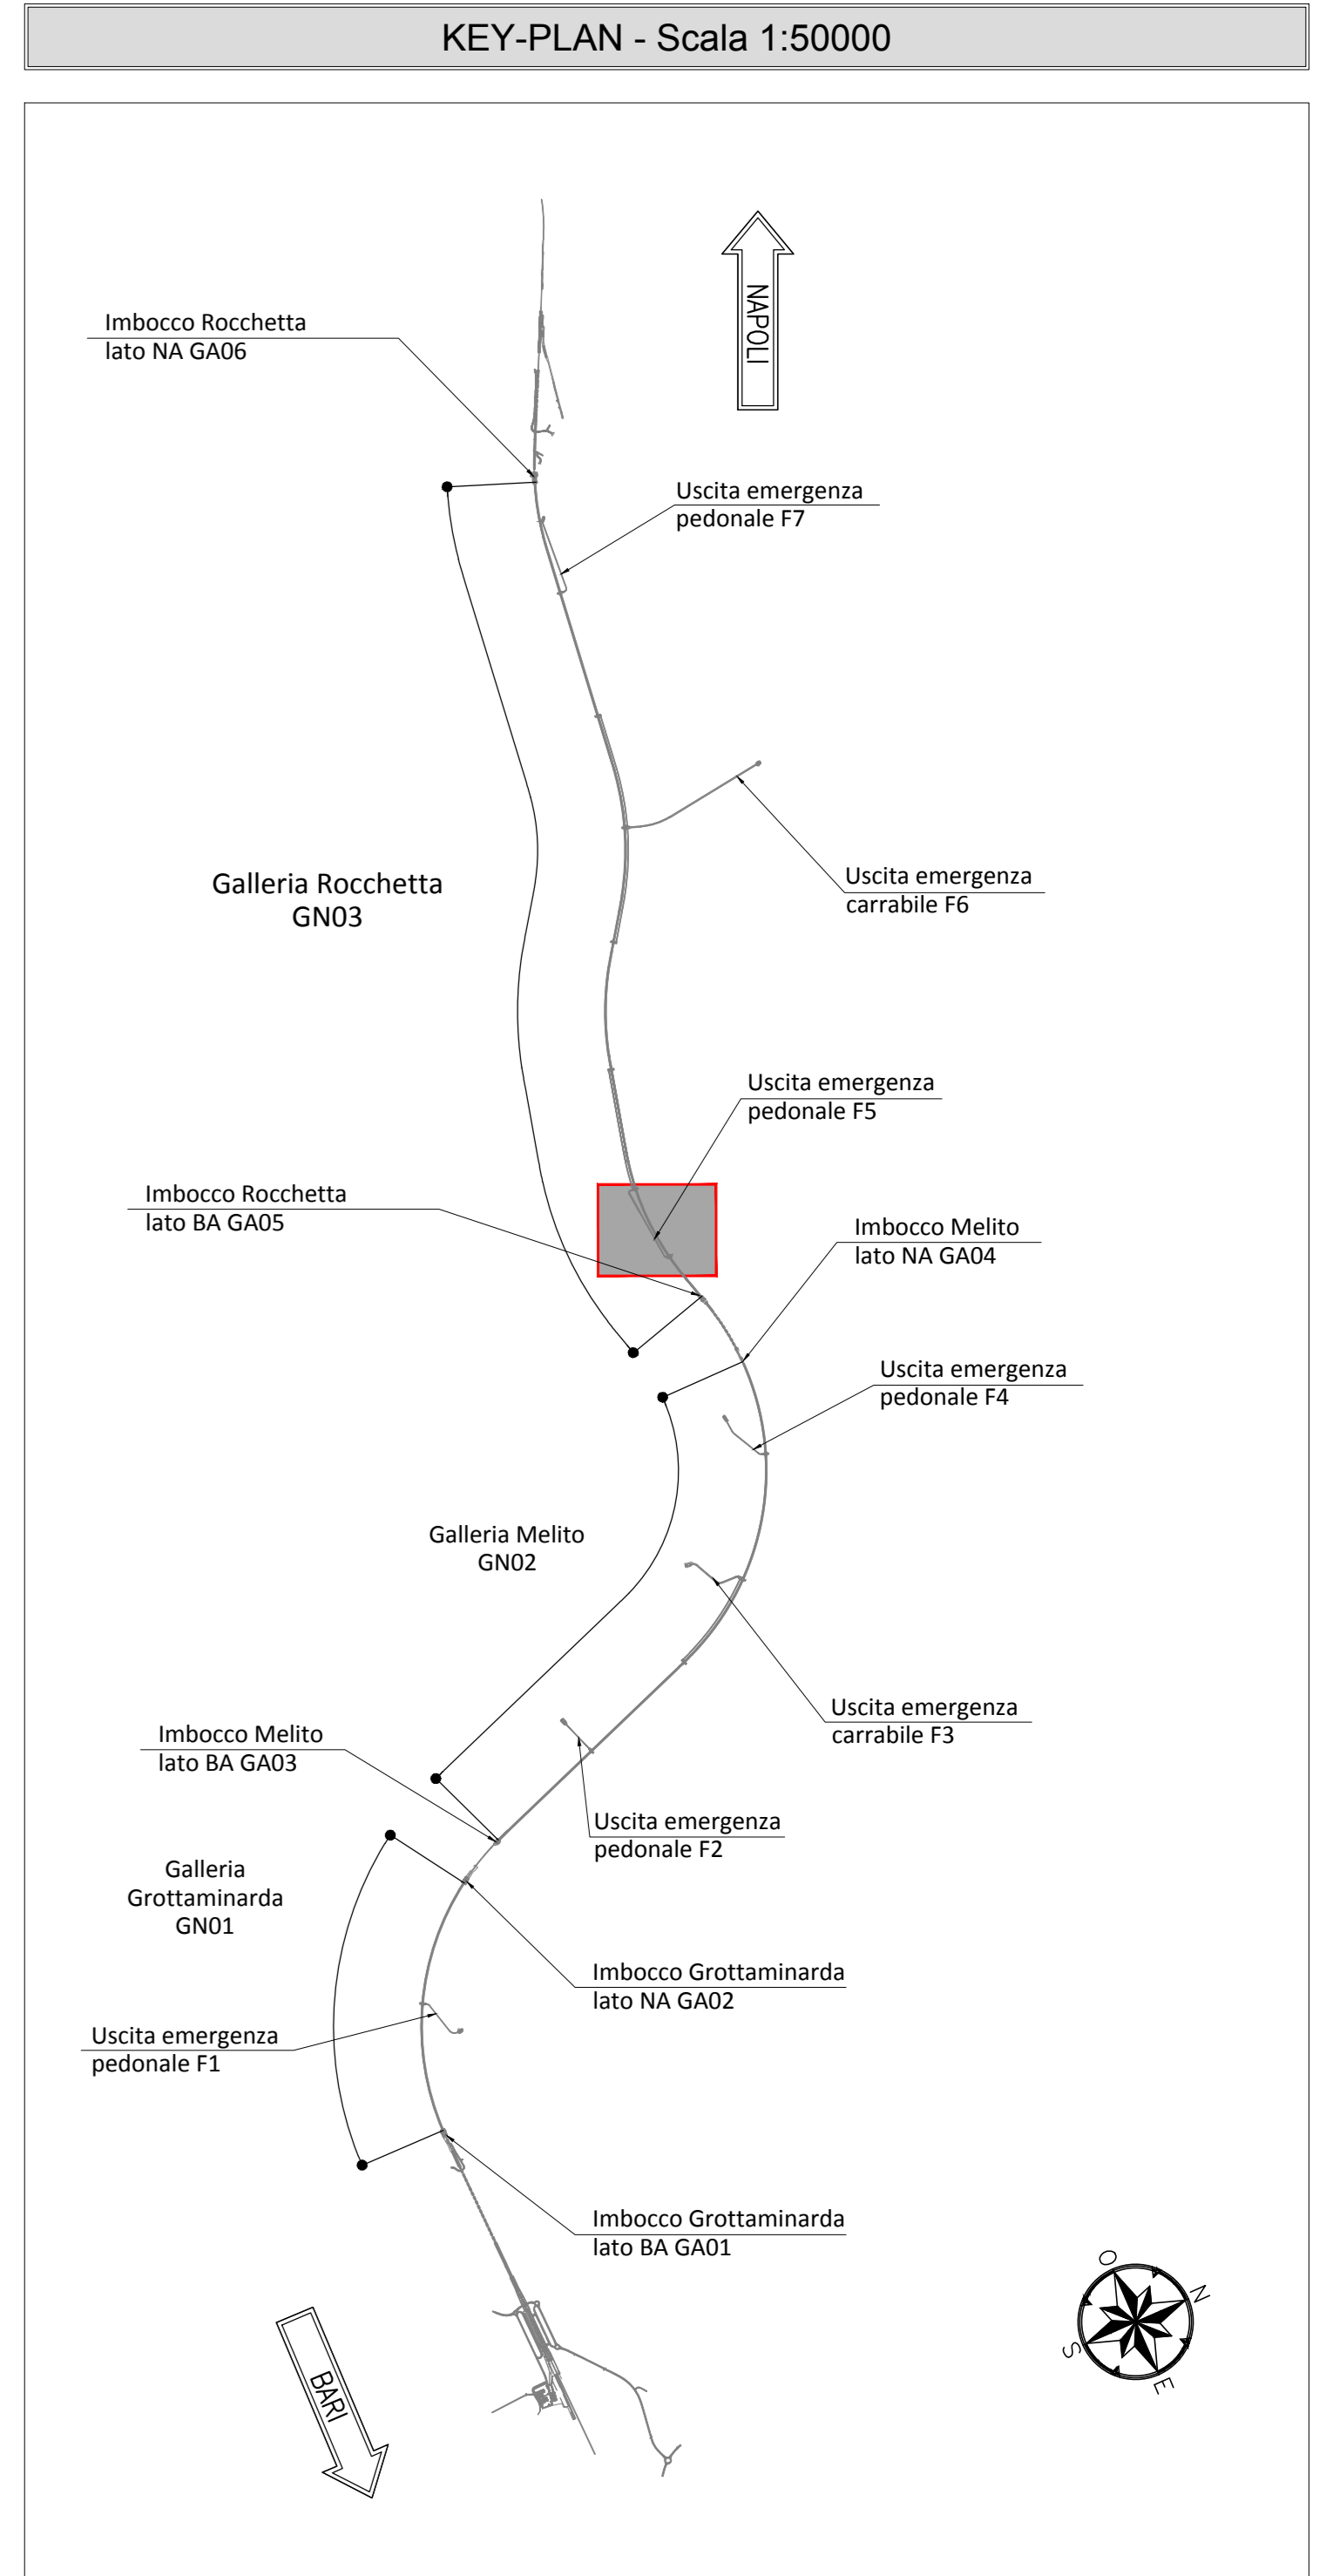 KEY-PLAN - Scala 1:50000
NAPOLI
Imbocco Rocchetta
lato NA GA06
Uscita emergenza
pedonale F7
Uscita emergenza
carrabile F6
Galleria Rocchetta
GN03
Uscita emergenza
pedonale F5
Imbocco Rocchetta
lato BA GA05
Imbocco Melito
lato NA GA04
Uscita emergenza
pedonale F4
Galleria Melito
GN02
Uscita emergenza
carrabile F3
Imbocco Melito
lato BA GA03
Uscita emergenza
pedonale F2
Galleria
Grottaminarda
GN01
Imbocco Grottaminarda
lato NA GA02
Uscita emergenza
pedonale F1
Imbocco Grottaminarda
lato BA GA01
O
N
S
E
BARI